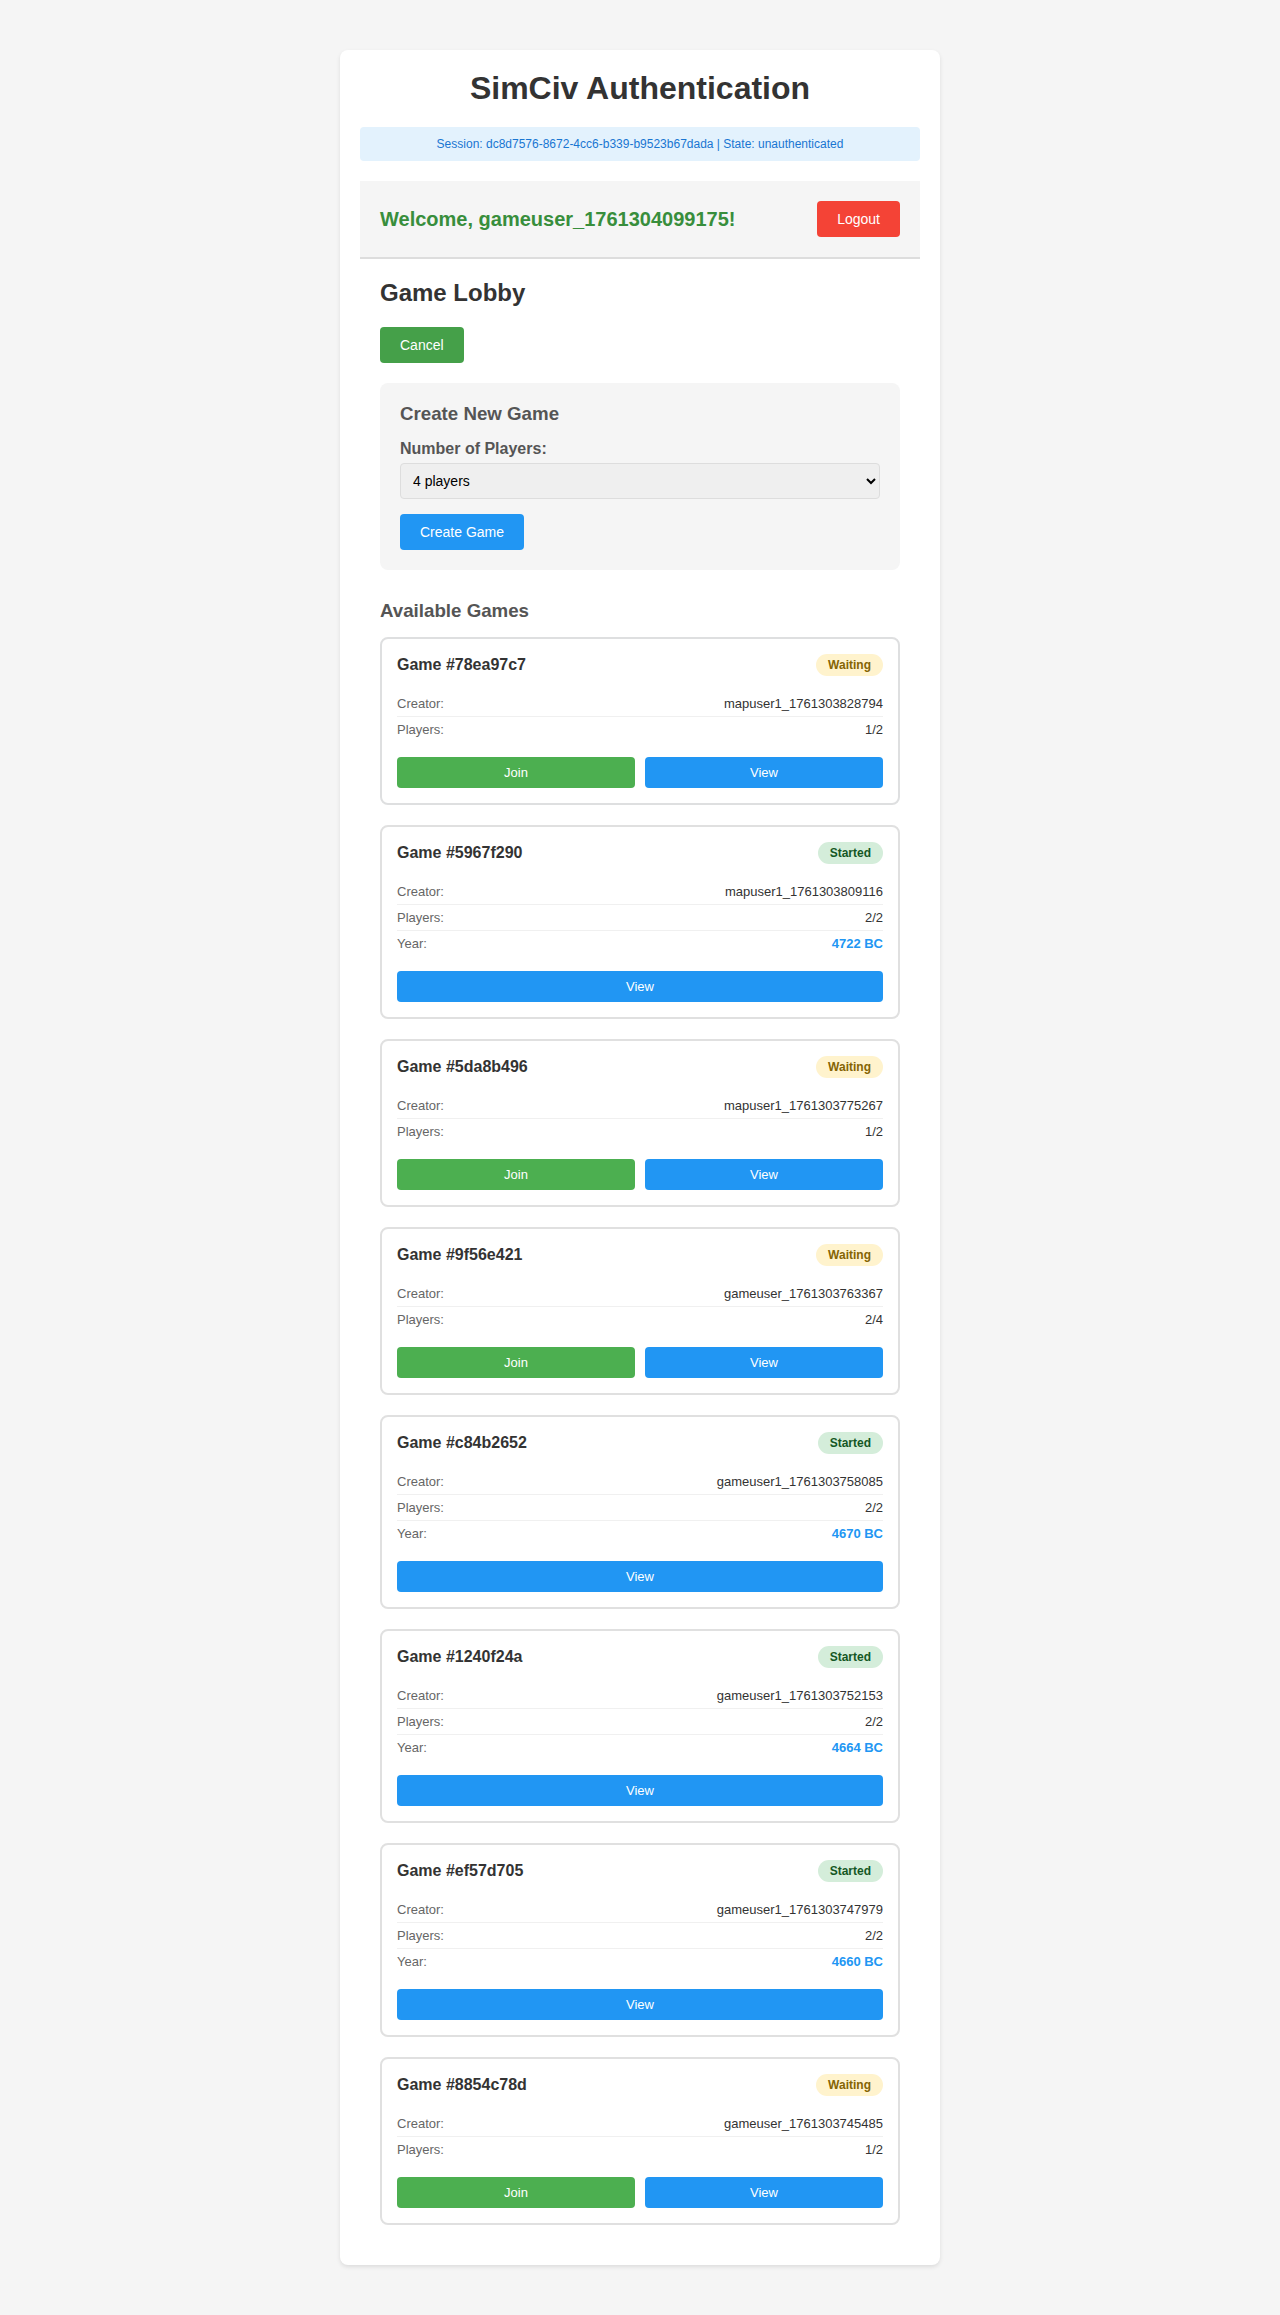 SimCiv Authentication
Session: dc8d7576-8672-4cc6-b339-b9523b67dada | State: unauthenticated
Welcome, gameuser_1761304099175!
Logout
Game Lobby
Cancel
Create New Game
Number of Players:
4 players
Create Game
Available Games
Game #78ea97c7
Waiting
Creator: mapuser1_1761303828794
Players: 1/2
Join View
Game #5967f290
Started
Creator: mapuser1_1761303809116
Players: 2/2
Year: 4722 BC
View
Game #5da8b496
Waiting
Creator: mapuser1_1761303775267
Players: 1/2
Join View
Game #9f56e421
Waiting
Creator: gameuser_1761303763367
Players: 2/4
Join View
Game #c84b2652
Started
Creator: gameuser1_1761303758085
Players: 2/2
Year: 4670 BC
View
Game #1240f24a
Started
Creator: gameuser1_1761303752153
Players: 2/2
Year: 4664 BC
View
Game #ef57d705
Started
Creator: gameuser1_1761303747979
Players: 2/2
Year: 4660 BC
View
Game #8854c78d
Waiting
Creator: gameuser_1761303745485
Players: 1/2
Join View